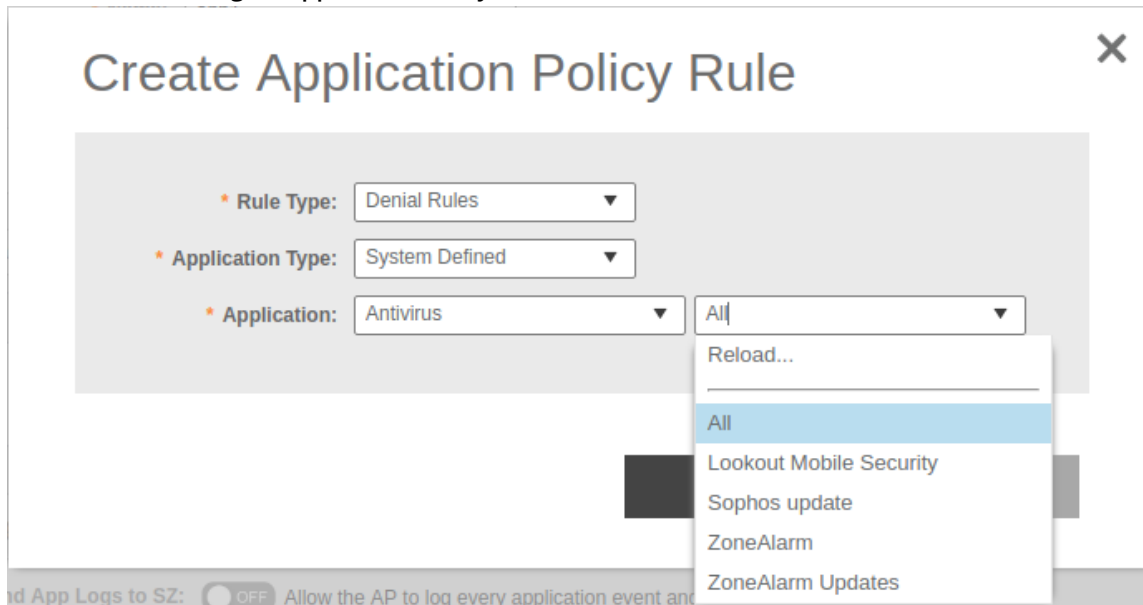 Create Application Policy Rule
* Rule Type: Denial Rules
* Application Type: System Defined
* Application: Antivirus All
Reload...
All
Lookout Mobile Security
Sophos update
ZoneAlarm
ZoneAlarm Updates
App Logs to SZ: OFF Allow the AP to log every application event